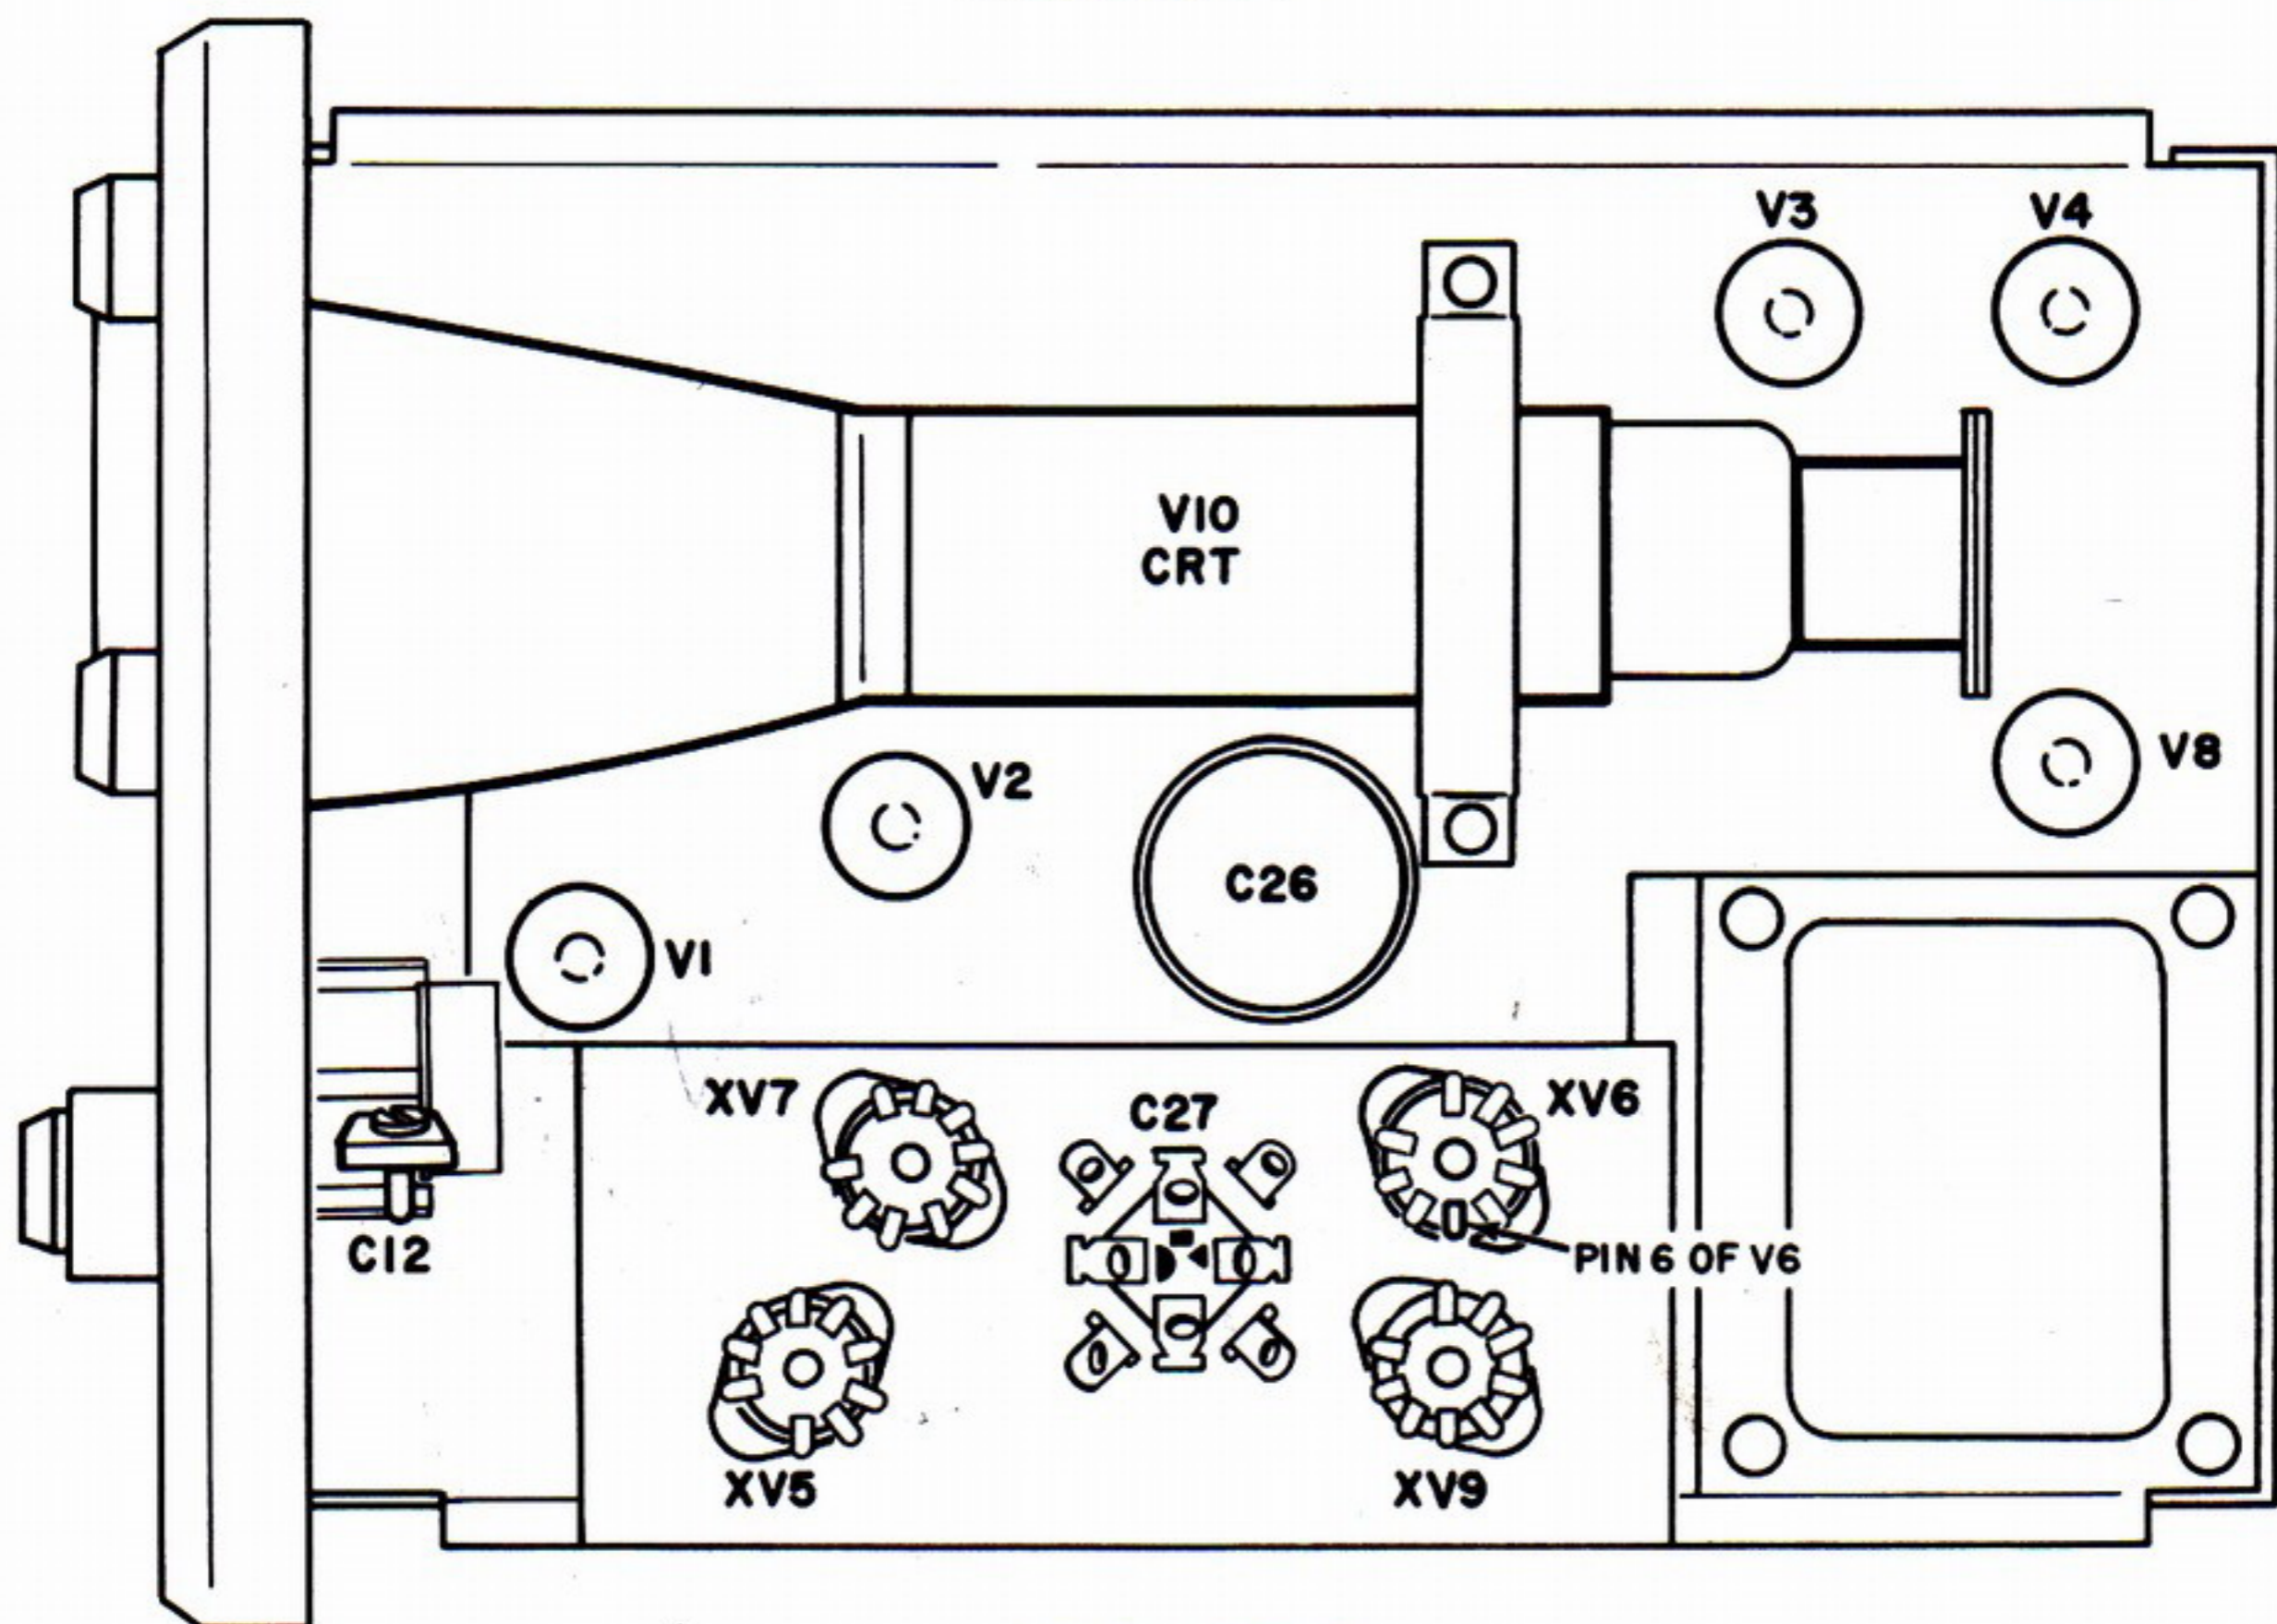 V3
V4
V10
CRT
V2
V8
C26
V1
XV7
C27
XV6
C12
PIN 6 OF V6
XV5
XV9